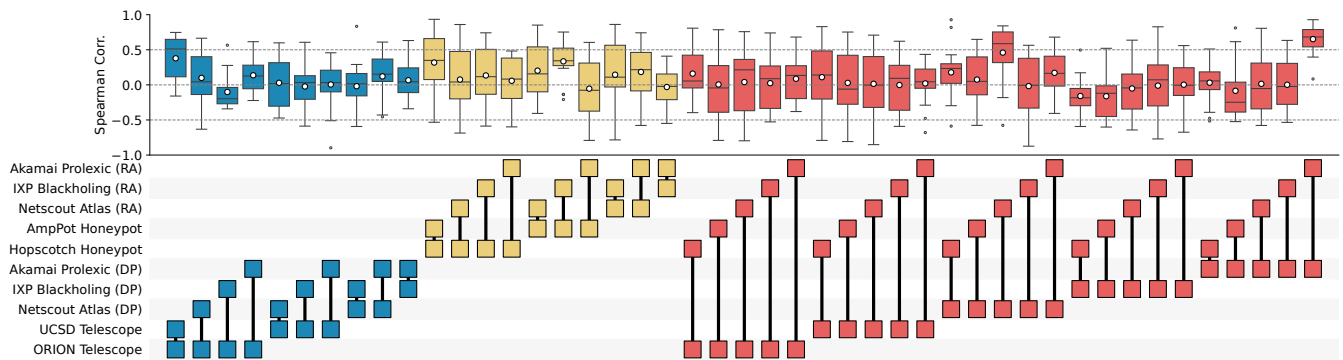 Spearman Corr.
1.0
0.5
0.0
−0.5
−1.0
Akamai Prolexic (RA)
IXP Blackholing (RA)
Netscout Atlas (RA)
AmpPot Honeypot
Hopscotch Honeypot
Akamai Prolexic (DP)
IXP Blackholing (DP)
Netscout Atlas (DP)
UCSD Telescope
ORION Telescope